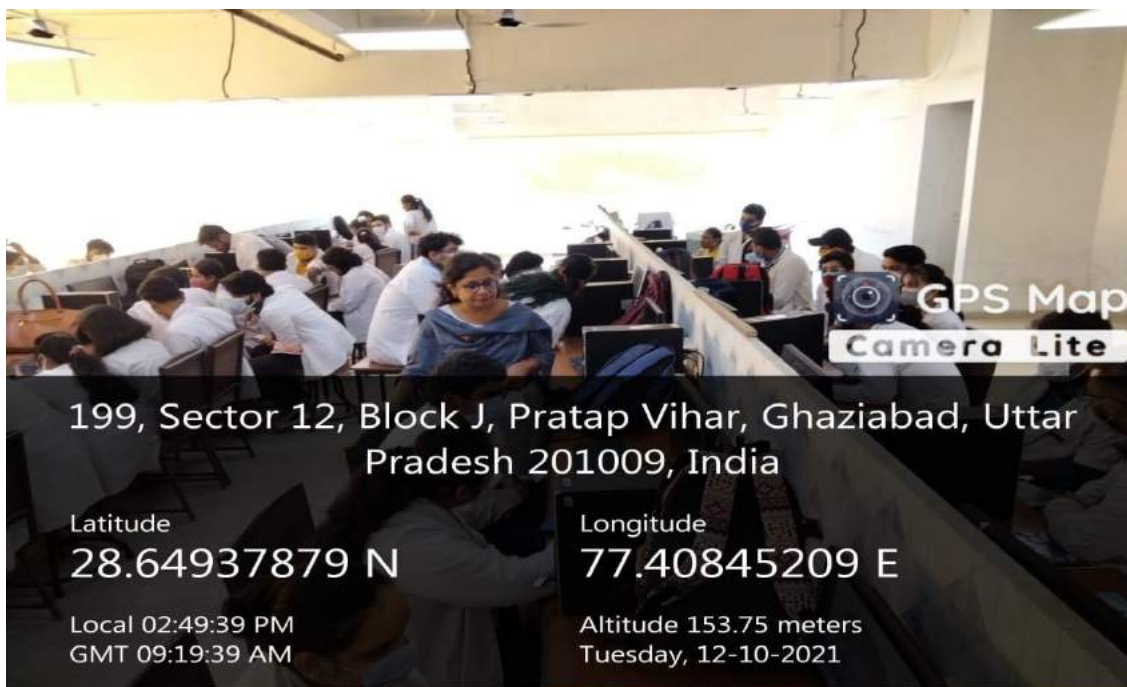 GPS Map
Camera Lite
199, Sector 12, Block J, Pratap Vihar, Ghaziabad, Uttar
Pradesh 201009, India
Latitude
28.64937879 N
Longitude
77.40845209 E
Local 02:49:39 PM
GMT 09:19:39 AM
Altitude 153.75 meters
Tuesday, 12-10-2021